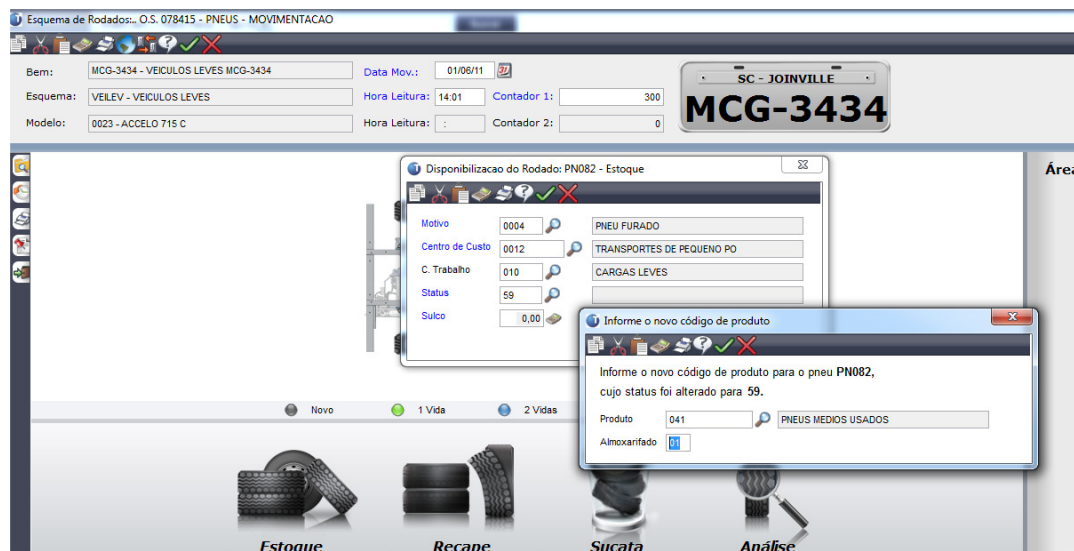 Esquema de Rodados:.. O.S. 078415 - PNEUS - MOVIMENTACAO
Bem: MCG-3434 - VEICULOS LEVES MCG-3434 Data Mov.: 01/06/11
SC - JOINVILLE
Esquema: VEILEV - VEICULOS LEVES Hora Leitura: 14:01 Contador 1: 300
MCG-3434
Modelo: 0023 - ACCELO 715 C Hora Leitura: : Contador 2: 0
Disponibilizacao do Rodado: PN082 - Estoque
Área
Motivo 0004 PNEU FURADO
Centro de Custo 0012 TRANSPORTES DE PEQUENO PO
C. Trabalho 010 CARGAS LEVES
Status 59
Sulco 0,00
Informe o novo código de produto
Informe o novo código de produto para o pneu PN082,
cujo status foi alterado para 59.
Produto 041 PNEUS MEDIOS USADOS
Almoxarifado 01
Novo 1 Vida 2 Vidas
Estoque Recape Sucata Análise